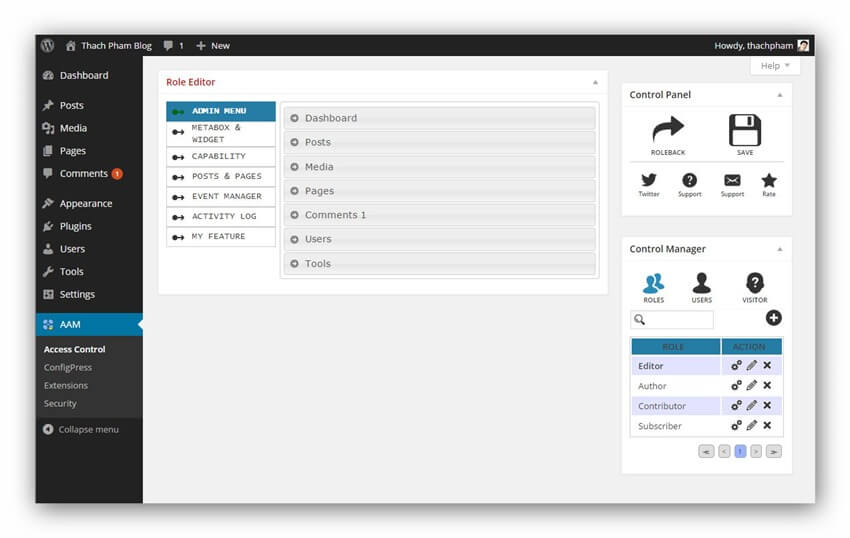 Thach Pham Blog 1 New
Howdy, thachpham
Help
Dashboard
Posts
Media
Pages
Comments 1
Appearance
Plugins
Users
Tools
Settings
AAM
Access Control
ConfigPress
Extensions
Security
Collapse menu
Role Editor
ADMIN MENU
METABOX &
WIDGET
CAPABILITY
POSTS & PAGES
EVENT MANAGER
ACTIVITY LOG
MY FEATURE
Dashboard
Posts
Media
Pages
Comments 1
Users
Tools
Control Panel
ROLEBACK SAVE
Twitter Support Support Rate
Control Manager
ROLES USERS VISITOR
ROLE ACTION
Editor
Author
Contributor
Subscriber
≪ < 1 > ≫